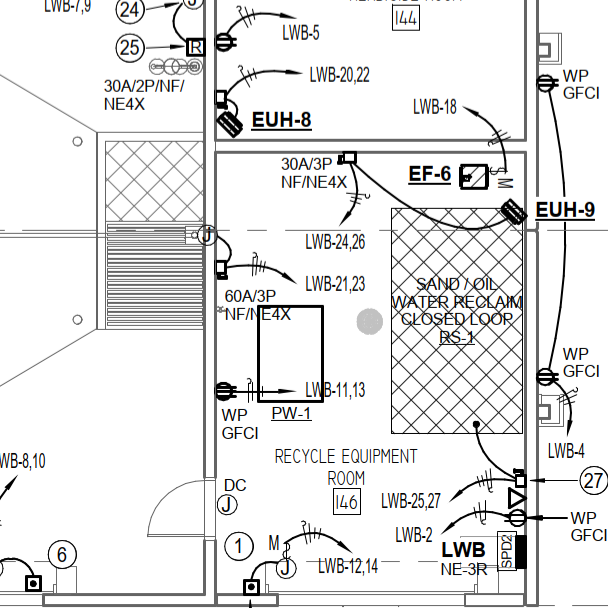 LWB-7,9
24
J
144
LWB-5
25
R
30A/2P/NF/
NE4X
LWB-20,22
WP
GFCI
LWB-18
EUH-8
30A/3P
NF/NE4X
EF-6
S
M
EUH-9
J
LWB-24,26
LWB-21,23
60A/3P
NF/NE4X
SAND / OIL
WATER RECLAIM
CLOSED LOOP
RS-1
WP
GFCI
LWB-11,13
WP
GFCI
PW-1
LWB-4
RECYCLE EQUIPMENT
ROOM
146
WB-8,10
DC
J
LWB-25,27
27
WP
GFCI
LWB-2
6
1
M
S
J
LWB-12,14
LWB
NE-3R
SPD2